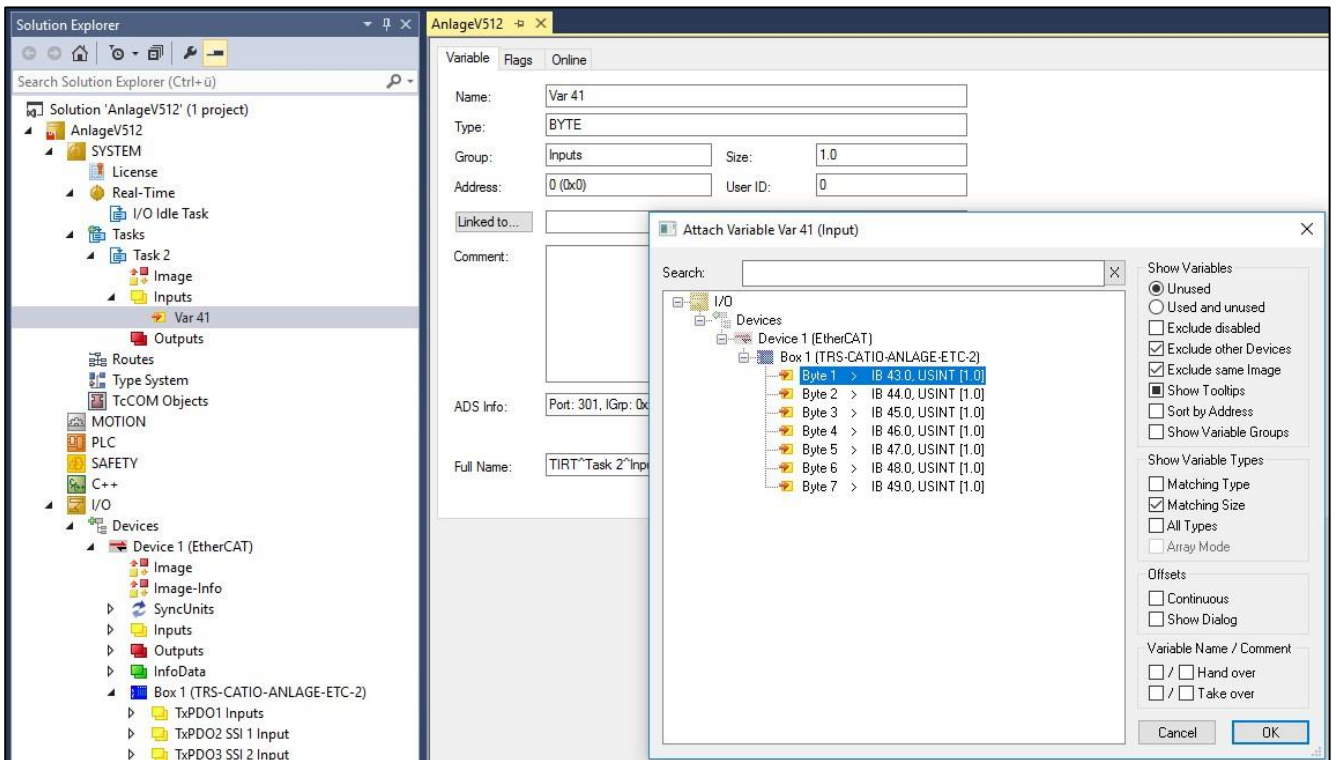 Solution Explorer
Search Solution Explorer (Ctrl+ü)
Solution 'AnlageV512' (1 project)
AnlageV512
SYSTEM
License
Real-Time
I/O Idle Task
Tasks
Task 2
Image
Inputs
Var 41
Outputs
Routes
Type System
TcCOM Objects
MOTION
PLC
SAFETY
C++
I/O
Devices
Device 1 (EtherCAT)
Image
Image-Info
SyncUnits
Inputs
Outputs
InfoData
Box 1 (TRS-CATIO-ANLAGE-ETC-2)
TxPDO1 Inputs
TxPDO2 SSI 1 Input
TxPDO3 SSI 2 Input
AnlageV512
Variable Flags Online
Name: Var 41
Type: BYTE
Group: Inputs Size: 1.0
Address: 0 (0x0) User ID: 0
Linked to...
Comment:
ADS Info: Port: 301, IGrp: 0x
Full Name: TIRT^Task 2^Inpu
Attach Variable Var 41 (Input)
Search: X
I/O
Devices
Device 1 (EtherCAT)
Box 1 (TRS-CATIO-ANLAGE-ETC-2)
Byte 1 > IB 43.0, USINT [1.0]
Byte 2 > IB 44.0, USINT [1.0]
Byte 3 > IB 45.0, USINT [1.0]
Byte 4 > IB 46.0, USINT [1.0]
Byte 5 > IB 47.0, USINT [1.0]
Byte 6 > IB 48.0, USINT [1.0]
Byte 7 > IB 49.0, USINT [1.0]
Show Variables
Unused
Used and unused
Exclude disabled
Exclude other Devices
Exclude same Image
Show Tooltips
Sort by Address
Show Variable Groups
Show Variable Types
Matching Type
Matching Size
All Types
Array Mode
Offsets
Continuous
Show Dialog
Variable Name / Comment
/ Hand over
/ Take over
Cancel OK